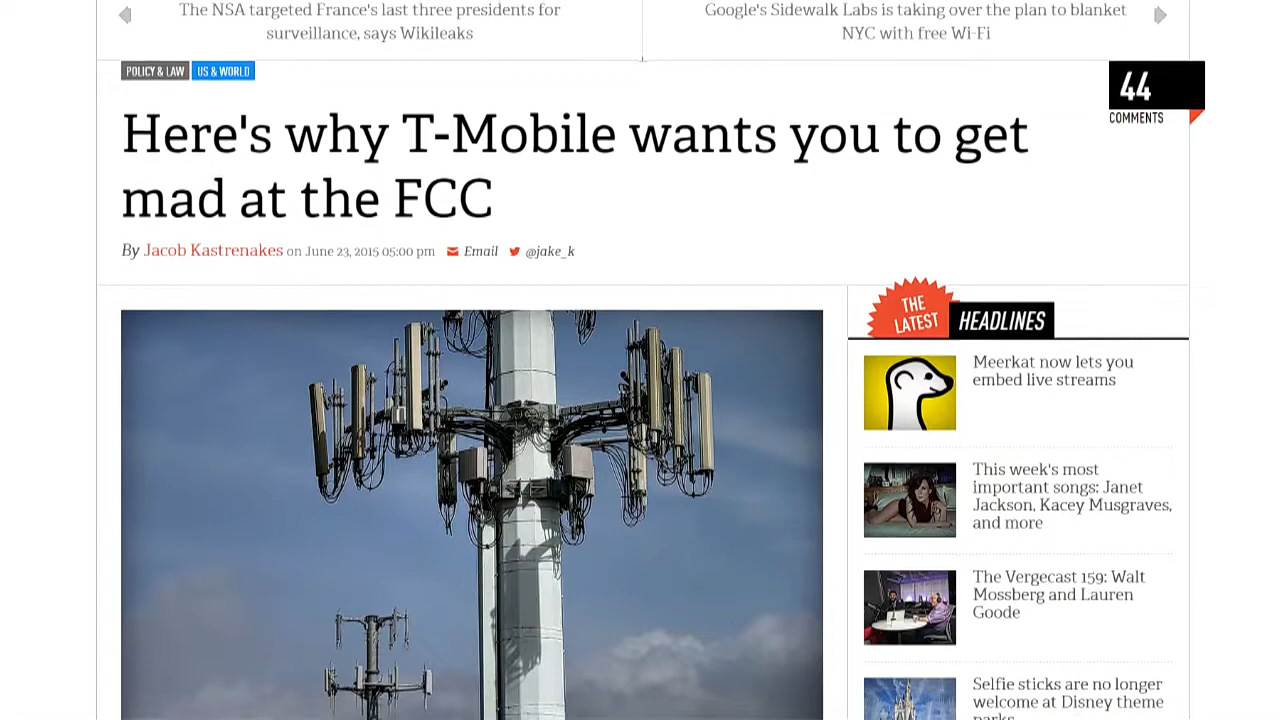 The NSA targeted France's last three presidents for
surveillance, says Wikileaks
Google's Sidewalk Labs is taking over the plan to blanket
NYC with free Wi-Fi
POLICY & LAW
US & WORLD
44
COMMENTS
Here's why T-Mobile wants you to get
mad at the FCC
By Jacob Kastrenakes on June 23, 2015 05:00 pm Email @jake_k
THE
LATEST
HEADLINES
Meerkat now lets you
embed live streams
This week's most
important songs: Janet
Jackson, Kacey Musgraves,
and more
The Vergecast 159: Walt
Mossberg and Lauren
Goode
Selfie sticks are no longer
welcome at Disney theme
parks